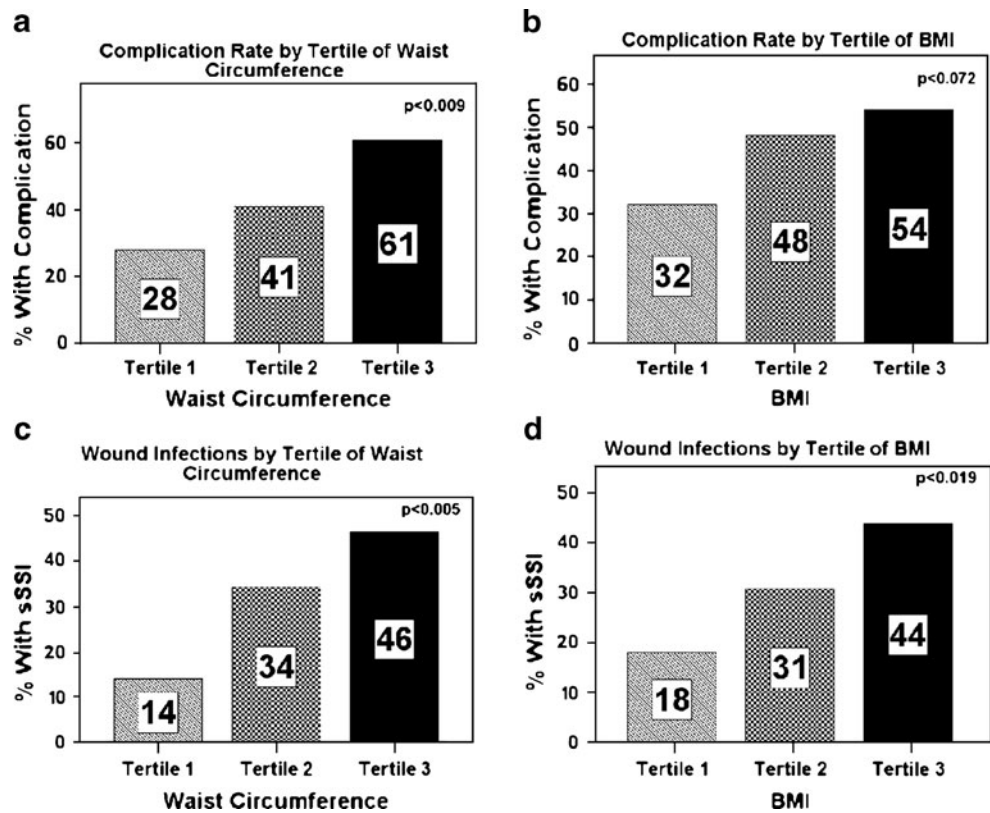 a
Complication Rate by Tertile of Waist
Circumference
p<0.009
% With Complication
60
40
20
0
28
41
61
Tertile 1
Tertile 2
Tertile 3
Waist Circumference
b
Complication Rate by Tertile of BMI
p<0.072
% With Complication
60
50
40
30
20
10
0
32
48
54
Tertile 1
Tertile 2
Tertile 3
BMI
c
Wound Infections by Tertile of Waist
Circumference
p<0.005
% With sSSI
50
40
30
20
10
0
14
34
46
Tertile 1
Tertile 2
Tertile 3
Waist Circumference
d
Wound Infections by Tertile of BMI
p<0.019
% With sSSI
50
40
30
20
10
0
18
31
44
Tertile 1
Tertile 2
Tertile 3
BMI